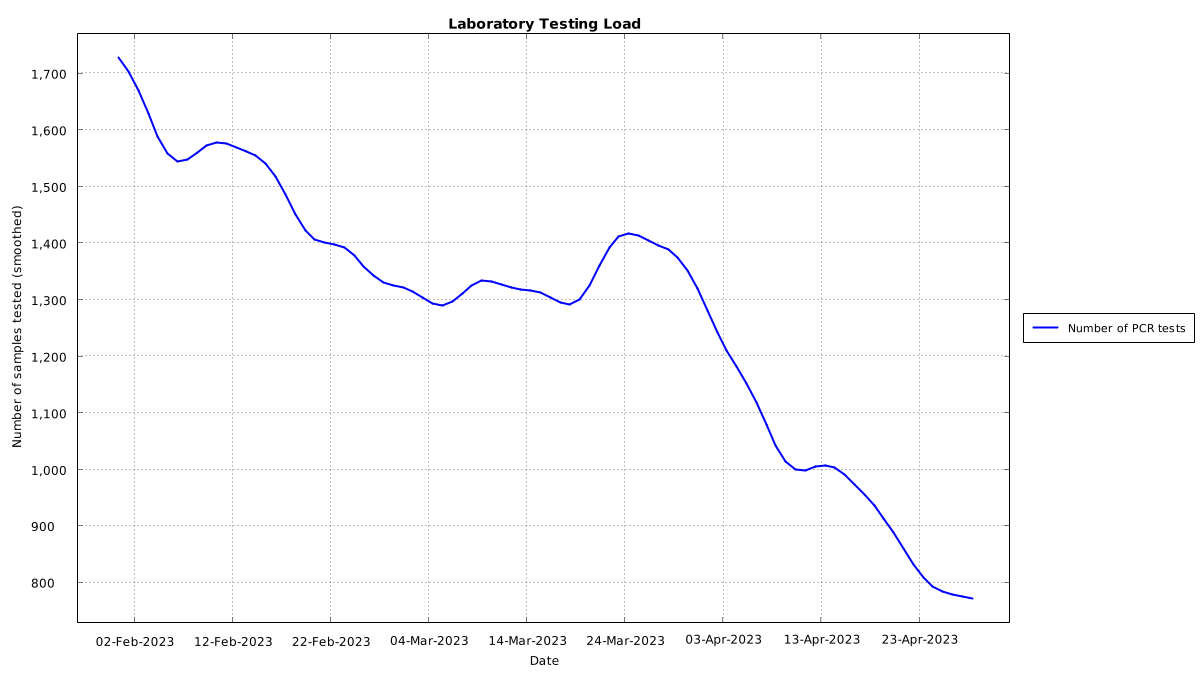 Laboratory Testing Load
Number of samples tested (smoothed)
1,700
1,600
1,500
1,400
1,300
1,200
1,100
1,000
900
800
02-Feb-2023 12-Feb-2023 22-Feb-2023 04-Mar-2023 14-Mar-2023 24-Mar-2023 03-Apr-2023 13-Apr-2023 23-Apr-2023
Date
Number of PCR tests